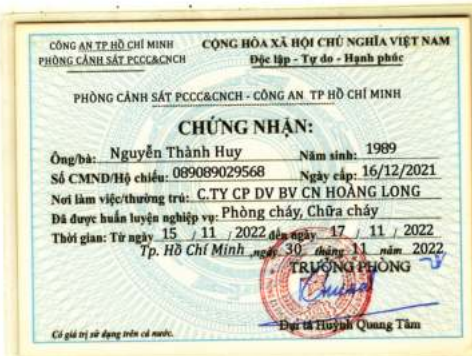 CÔNG AN TP HỒ CHÍ MINH
PHÒNG CẢNH SÁT PCCC&CNCH
CỘNG HÒA XÃ HỘI CHỦ NGHĨA VIỆT NAM
Độc lập - Tự do - Hạnh phúc
PHÒNG CẢNH SÁT PCCC&CNCH - CÔNG AN TP HỒ CHÍ MINH
CHỨNG NHẬN:
Ông/bà: Nguyễn Thành Huy Năm sinh: 1989
Số CMND/Hộ chiếu: 089089029568 Ngày cấp: 16/12/2021
Nơi làm việc/thường trú: C.TY CP DV BV CN HOÀNG LONG
Đã được huấn luyện nghiệp vụ: Phòng cháy, Chữa cháy
Thời gian: Từ ngày 15 / 11 / 2022 đến ngày 17 / 11 / 2022
Tp. Hồ Chí Minh ,ngày 30 tháng 11 năm 2022
TRƯỞNG PHÒNG
Đại tá Huỳnh Quang Tâm
Có giá trị sử dụng trên cả nước.